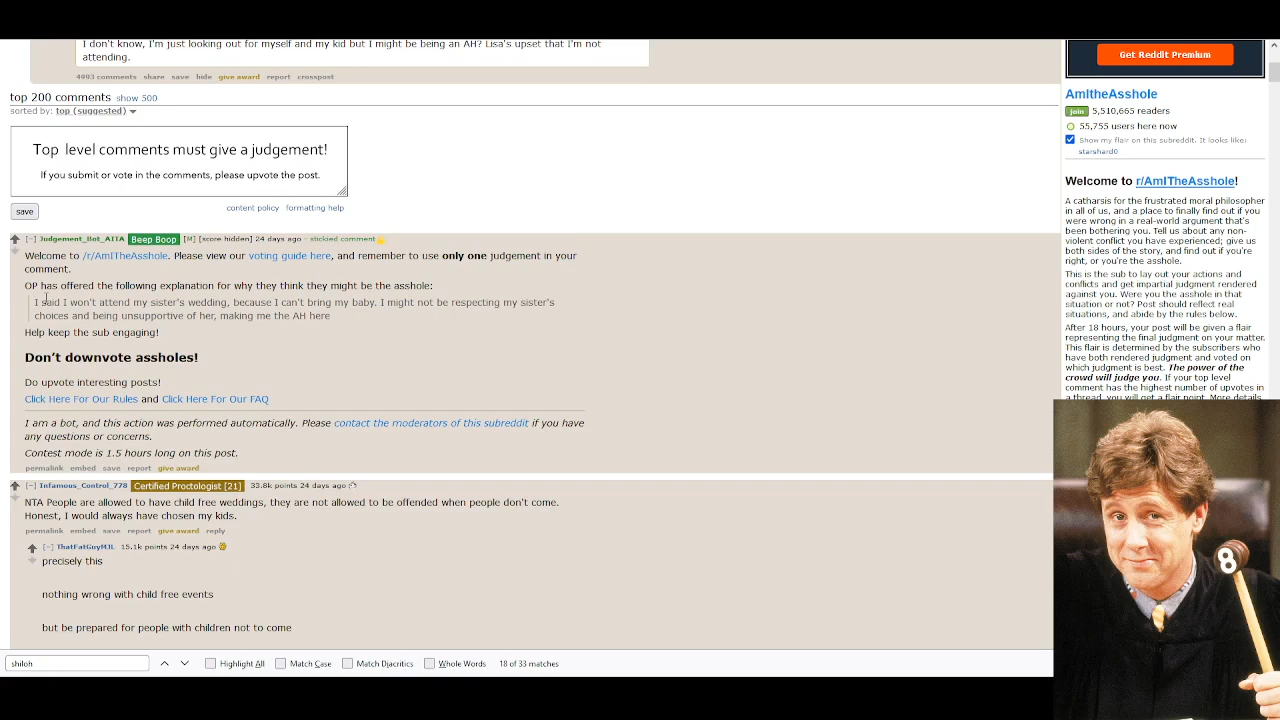 I don't know, I'm just looking out for myself and my kid but I might be being an AH? Lisa's upset that I'm not
attending.
4093 comments share save hide give award report crosspost
top 200 comments show 500
sorted by: top (suggested)
Top level comments must give a judgement!
If you submit or vote in the comments, please upvote the post.
save
content policy formatting help
[–] Judgement_Bot_AITA Beep Boop [M] [score hidden] 24 days ago - stickied comment
Welcome to /r/AmITheAsshole. Please view our voting guide here, and remember to use only one judgement in your
comment.
OP has offered the following explanation for why they think they might be the asshole:
I said I won't attend my sister's wedding, because I can't bring my baby. I might not be respecting my sister's
choices and being unsupportive of her, making me the AH here
Help keep the sub engaging!
Don't downvote assholes!
Do upvote interesting posts!
Click Here For Our Rules and Click Here For Our FAQ
I am a bot, and this action was performed automatically. Please contact the moderators of this subreddit if you have
any questions or concerns.
Contest mode is 1.5 hours long on this post.
permalink embed save report give award
[–] Infamous_Control_778 Certified Proctologist [21] 33.8k points 24 days ago
NTA People are allowed to have child free weddings, they are not allowed to be offended when people don't come.
Honest, I would always have chosen my kids.
permalink embed save report give award reply
[–] ThatFatGuyMJL 15.1k points 24 days ago
precisely this
nothing wrong with child free events
but be prepared for people with children not to come
shiloh Highlight All Match Case Match Diacritics Whole Words 18 of 33 matches
Get Reddit Premium
AmItheAsshole
join 5,510,665 readers
55,755 users here now
Show my flair on this subreddit. It looks like:
starshard0
Welcome to r/AmITheAsshole!
A catharsis for the frustrated moral philosopher
in all of us, and a place to finally find out if you
were wrong in a real-world argument that's
been bothering you. Tell us about any non-
violent conflict you have experienced; give us
both sides of the story, and find out if you're
right, or you're the asshole.
This is the sub to lay out your actions and
conflicts and get impartial judgment rendered
against you. Were you the asshole in that
situation or not? Post should reflect real
situations, and abide by the rules below.
After 18 hours, your post will be given a flair
representing the final judgment on your matter.
This flair is determined by the subscribers who
have both rendered judgment and voted on
which judgment is best. The power of the
crowd will judge you. If your top level
comment has the highest number of upvotes in
a thread, you will get a flair point. More details
8